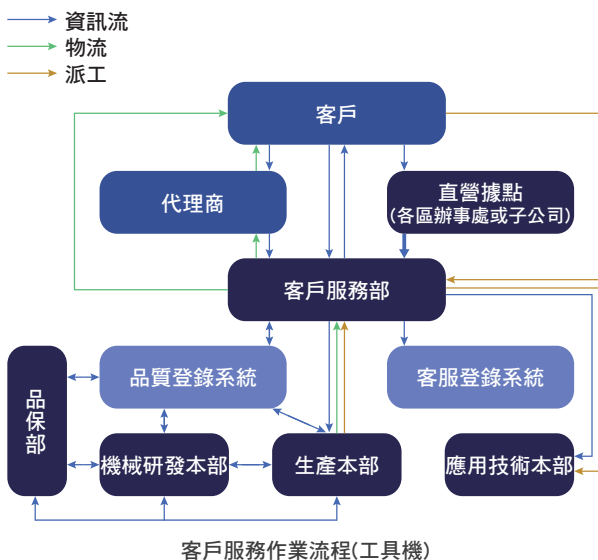 資訊流
物流
派工
客戶
代理商
直營據點
(各區辦事處或子公司)
客戶服務部
品質登錄系統
客服登錄系統
品保部
機械研發本部
生產本部
應用技術本部
客戶服務作業流程(工具機)